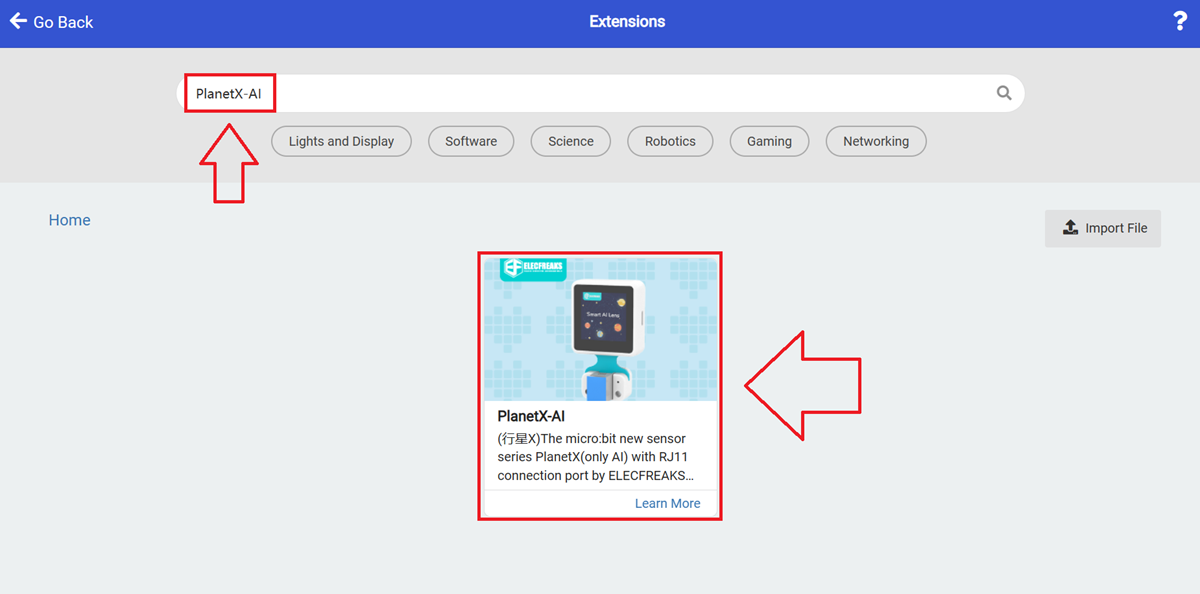 Go Back
Extensions
?
PlanetX-AI
Lights and Display
Software
Science
Robotics
Gaming
Networking
Home
Import File
ELECFREAKS
Smart AI Lens
PlanetX-AI
(行星X)The micro:bit new sensor
series PlanetX(only AI) with RJ11
connection port by ELECFREAKS...
Learn More